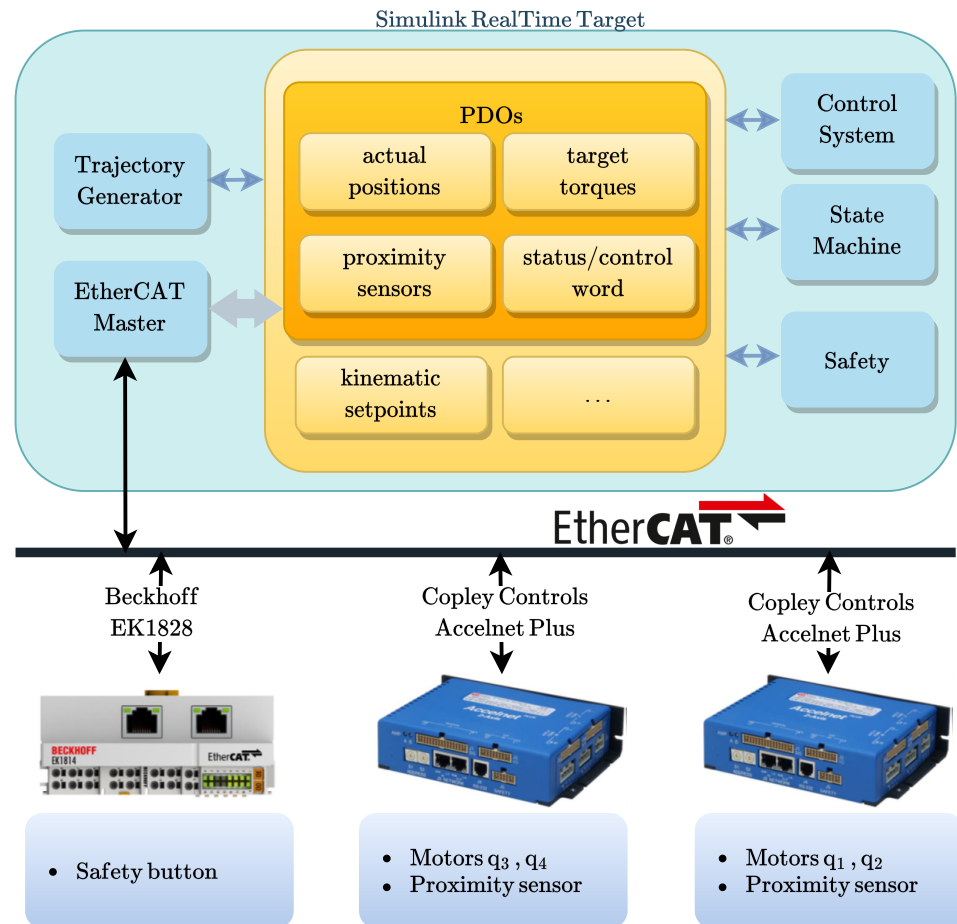 Simulink RealTime Target
PDOs
Trajectory
Generator
EtherCAT
Master
actual
positions
target
torques
proximity
sensors
status/control
word
kinematic
setpoints
...
Control
System
State
Machine
Safety
EtherCAT®
Beckhoff
EK1828
Copley Controls
Accelnet Plus
Copley Controls
Accelnet Plus
BECKHOFF
EK1814
EtherCAT
Accelnet
Accelnet
• Safety button
• Motors q₃ , q₄
• Proximity sensor
• Motors q₁ , q₂
• Proximity sensor